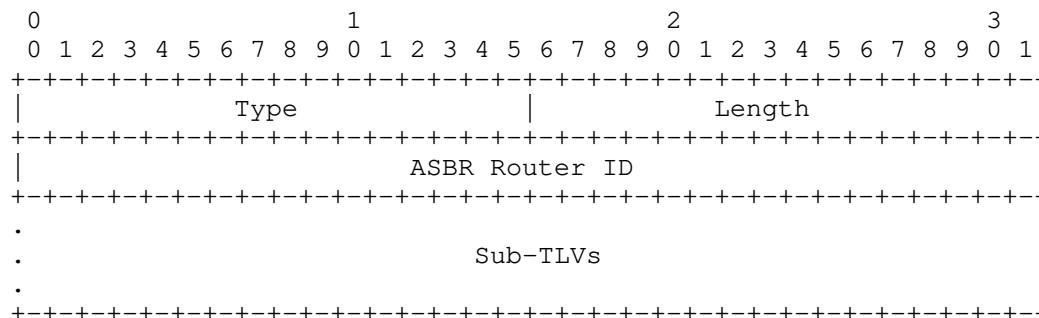 0                   1                   2                   3
0 1 2 3 4 5 6 7 8 9 0 1 2 3 4 5 6 7 8 9 0 1 2 3 4 5 6 7 8 9 0 1
+-+-+-+-+-+-+-+-+-+-+-+-+-+-+-+-+-+-+-+-+-+-+-+-+-+-+-+-+-+-+-+-
|             Type              |           Length
+-+-+-+-+-+-+-+-+-+-+-+-+-+-+-+-+-+-+-+-+-+-+-+-+-+-+-+-+-+-+-+-
|                        ASBR Router ID
+-+-+-+-+-+-+-+-+-+-+-+-+-+-+-+-+-+-+-+-+-+-+-+-+-+-+-+-+-+-+-+-
.
.                            Sub-TLVs
.
+-+-+-+-+-+-+-+-+-+-+-+-+-+-+-+-+-+-+-+-+-+-+-+-+-+-+-+-+-+-+-+-